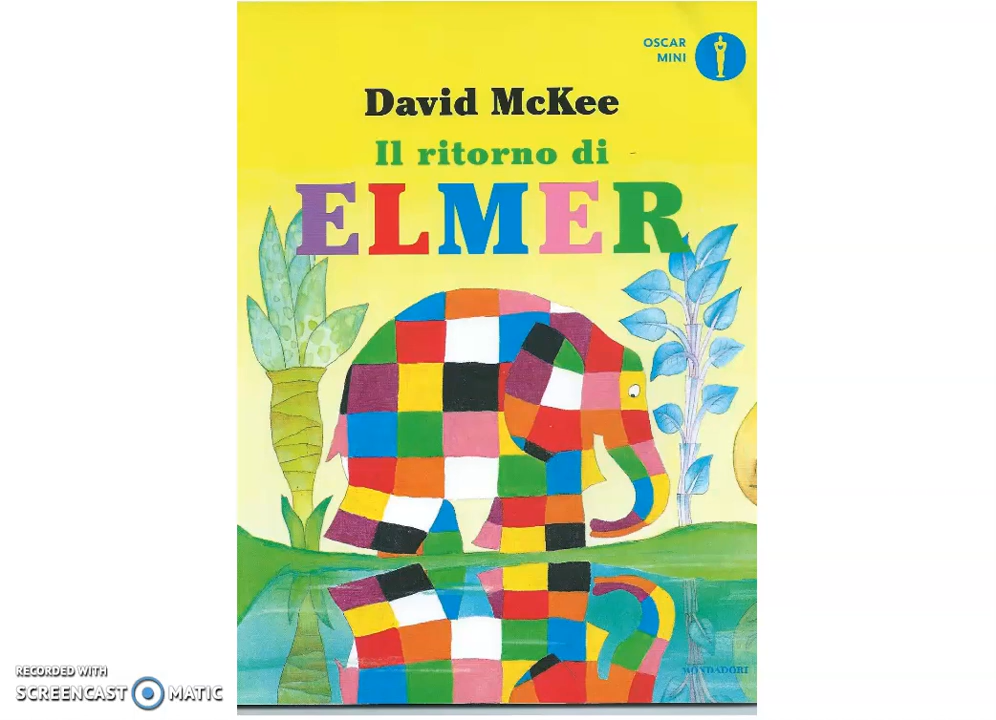 OSCAR
MINI
David McKee
Il ritorno di
ELMER
MONDADORI
RECORDED WITH
SCREENCAST MATIC